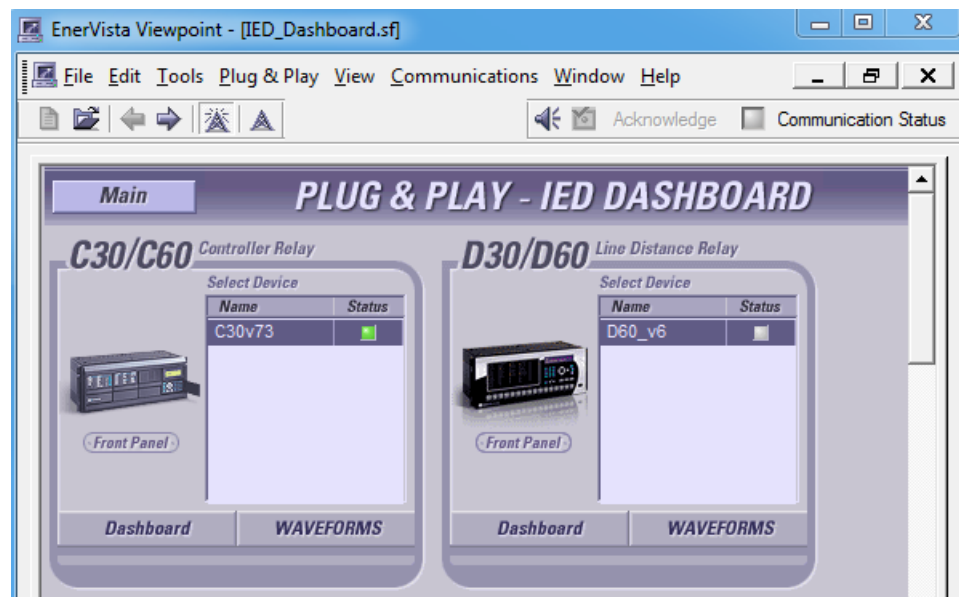 EnerVista Viewpoint - [IED_Dashboard.sf]
File Edit Tools Plug & Play View Communications Window Help
Acknowledge Communication Status
Main PLUG & PLAY - IED DASHBOARD
C30/C60 Controller Relay
Select Device
Name Status
C30v73
Front Panel
Dashboard WAVEFORMS
D30/D60 Line Distance Relay
Select Device
Name Status
D60_v6
Front Panel
Dashboard WAVEFORMS